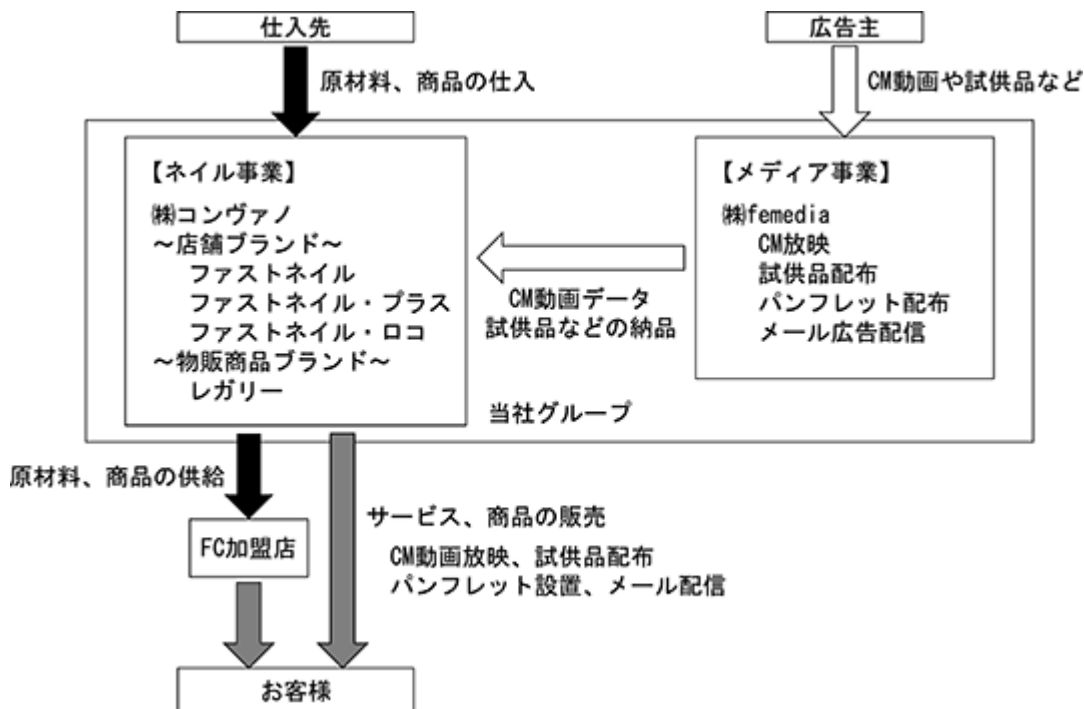 仕入先
広告主
原材料、商品の仕入
CM動画や試供品など
【ネイル事業】
㈱コンヴァノ
～店舗ブランド～
ファストネイル
ファストネイル・プラス
ファストネイル・ロコ
～物販商品ブランド～
レガリー
【メディア事業】
㈱femedia
CM放映
試供品配布
パンフレット配布
メール広告配信
CM動画データ
試供品などの納品
当社グループ
原材料、商品の供給
サービス、商品の販売
CM動画放映、試供品配布
パンフレット設置、メール配信
FC加盟店
お客様